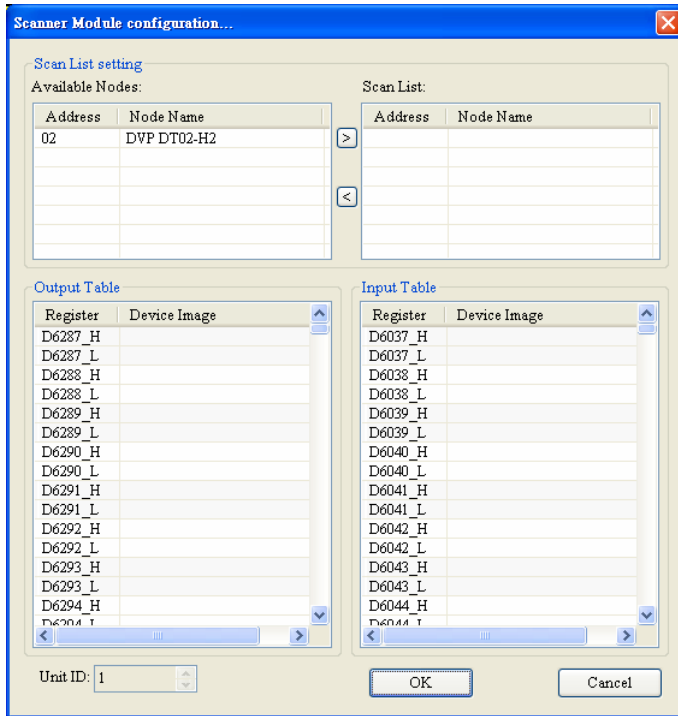 Scanner Module configuration...
Scan List setting
Available Nodes:
Scan List:
Address Node Name
Address Node Name
02 DVP DT02-H2
>
<
Output Table
Input Table
Register Device Image
Register Device Image
D6287_H D6037_H
D6287_L D6037_L
D6288_H D6038_H
D6288_L D6038_L
D6289_H D6039_H
D6289_L D6039_L
D6290_H D6040_H
D6290_L D6040_L
D6291_H D6041_H
D6291_L D6041_L
D6292_H D6042_H
D6292_L D6042_L
D6293_H D6043_H
D6293_L D6043_L
D6294_H D6044_H
D6294_L D6044_L
Unit ID: 1
OK
Cancel